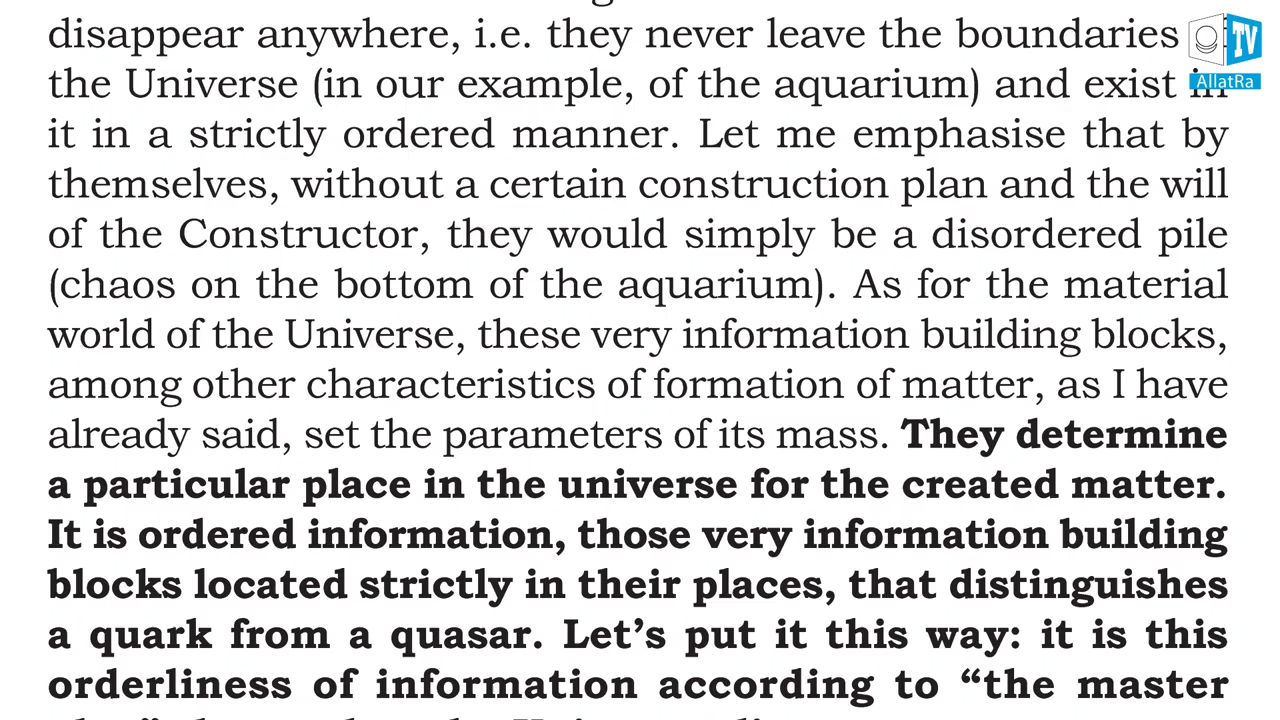 disappear anywhere, i.e. they never leave the boundaries
the Universe (in our example, of the aquarium) and exist in
it in a strictly ordered manner. Let me emphasise that by
themselves, without a certain construction plan and the will
of the Constructor, they would simply be a disordered pile
(chaos on the bottom of the aquarium). As for the material
world of the Universe, these very information building blocks,
among other characteristics of formation of matter, as I have
already said, set the parameters of its mass. They determine
a particular place in the universe for the created matter.
It is ordered information, those very information building
blocks located strictly in their places, that distinguishes
a quark from a quasar. Let’s put it this way: it is this
orderliness of information according to “the master
TV
AllatRa